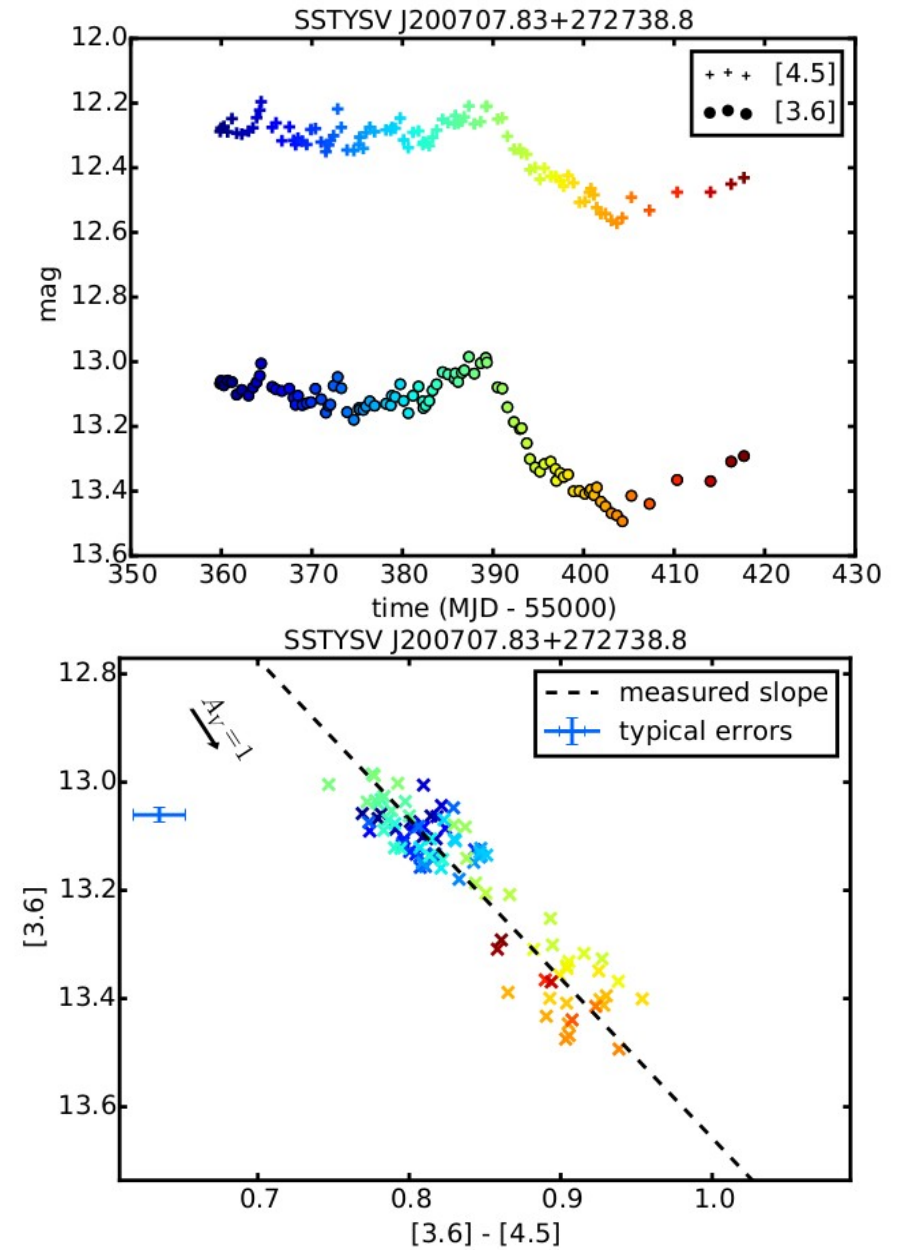 SSTYSV J200707.83+272738.8
12.0
12.2
12.4
12.6
12.8
13.0
13.2
13.4
13.6
mag
[4.5]
[3.6]
350 360 370 380 390 400 410 420 430
time (MJD - 55000)
SSTYSV J200707.83+272738.8
12.8
13.0
13.2
13.4
13.6
[3.6]
A_V=1
measured slope
typical errors
0.7 0.8 0.9 1.0
[3.6] - [4.5]